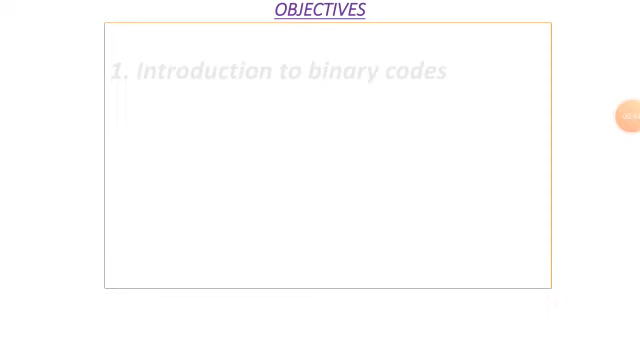 OBJECTIVES
1. Introduction to binary codes